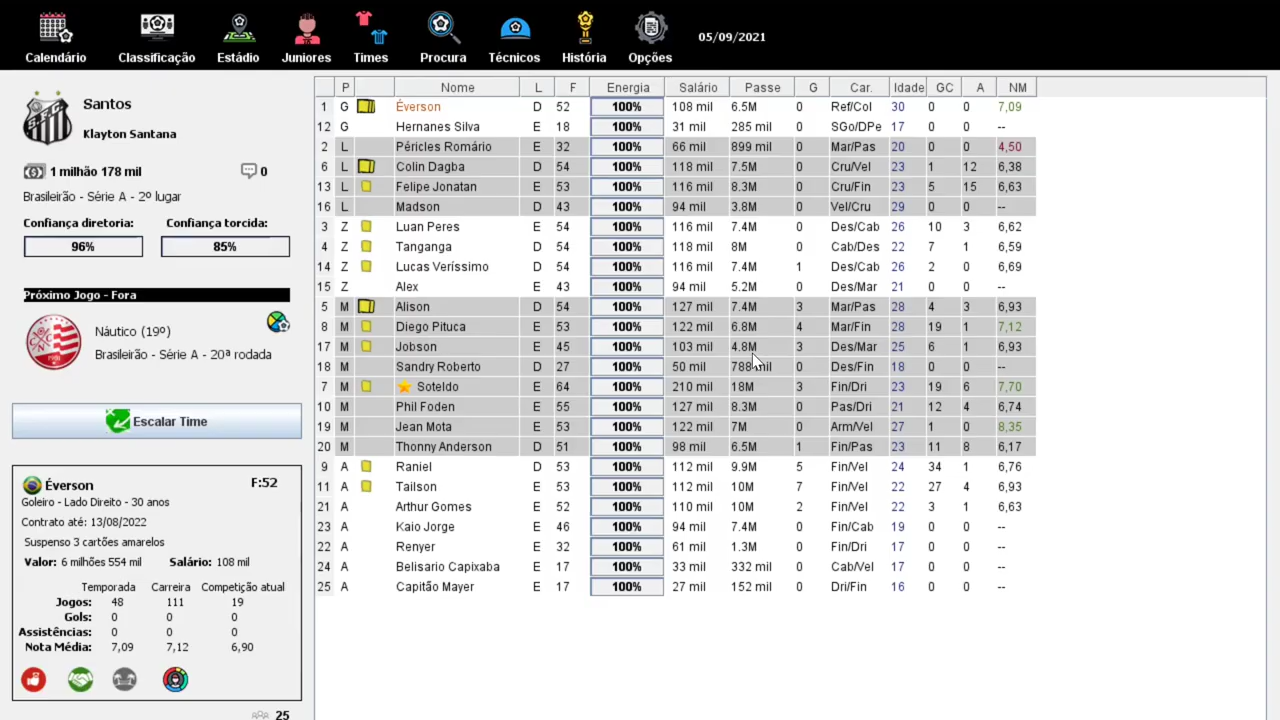 Calendário Classificação Estádio Juniores Times Procura Técnicos História Opções 05/09/2021
Santos
Klayton Santana
1 milhão 178 mil 0
Brasileirão - Série A - 2º lugar
Confiança diretoria: Confiança torcida:
96% 85%
Próximo Jogo - Fora
Náutico (19º)
Brasileirão - Série A - 20ª rodada
Escalar Time
Éverson F:52
Goleiro - Lado Direito - 30 anos
Contrato até: 13/08/2022
Suspenso 3 cartões amarelos
Valor: 6 milhões 554 mil Salário: 108 mil
Temporada Carreira Competição atual
Jogos: 48 111 19
Gols: 0 0 0
Assistências: 0 0 0
Nota Média: 7,09 7,12 6,90
25
P Nome L F Energia Salário Passe G Car. Idade GC A NM
1 G Éverson D 52 100% 108 mil 6.5M 0 Ref/Col 30 0 0 7,09
12 G Hernanes Silva E 18 100% 31 mil 285 mil 0 SGo/DPe 17 0 0 --
2 L Péricles Romário E 32 100% 66 mil 899 mil 0 Mar/Pas 20 0 0 4,50
6 L Colin Dagba D 54 100% 118 mil 7.5M 0 Cru/Vel 23 1 12 6,38
13 L Felipe Jonatan E 53 100% 116 mil 8.3M 0 Cru/Fin 23 5 15 6,63
16 L Madson D 43 100% 94 mil 3.8M 0 Vel/Cru 29 0 0 --
3 Z Luan Peres E 54 100% 116 mil 7.4M 0 Des/Cab 26 10 3 6,62
4 Z Tanganga D 54 100% 118 mil 8M 0 Cab/Des 22 7 1 6,59
14 Z Lucas Veríssimo D 54 100% 116 mil 7.4M 1 Des/Cab 26 2 0 6,69
15 Z Alex E 43 100% 94 mil 5.2M 0 Des/Mar 21 0 0 --
5 M Alison D 54 100% 127 mil 7.4M 3 Mar/Pas 28 4 3 6,93
8 M Diego Pituca E 53 100% 122 mil 6.8M 4 Mar/Fin 28 19 1 7,12
17 M Jobson E 45 100% 103 mil 4.8M 3 Des/Mar 25 6 1 6,93
18 M Sandry Roberto D 27 100% 50 mil 788 mil 0 Des/Fin 18 0 0 --
7 M Soteldo E 64 100% 210 mil 18M 3 Fin/Dri 23 19 6 7,70
10 M Phil Foden E 55 100% 127 mil 8.3M 0 Pas/Dri 21 12 4 6,74
19 M Jean Mota E 53 100% 122 mil 7M 0 Arm/Vel 27 1 0 8,35
20 M Thonny Anderson D 51 100% 98 mil 6.5M 1 Fin/Pas 23 11 8 6,17
9 A Raniel D 53 100% 112 mil 9.9M 5 Fin/Vel 24 34 1 6,76
11 A Tailson E 53 100% 112 mil 10M 7 Fin/Vel 22 27 4 6,93
21 A Arthur Gomes E 52 100% 110 mil 10M 2 Fin/Vel 22 3 1 6,63
23 A Kaio Jorge E 46 100% 94 mil 7.4M 0 Fin/Cab 19 0 0 --
22 A Renyer E 32 100% 61 mil 1.3M 0 Fin/Dri 17 0 0 --
24 A Belisario Capixaba E 17 100% 33 mil 332 mil 0 Cab/Vel 17 0 0 --
25 A Capitão Mayer E 17 100% 27 mil 152 mil 0 Dri/Fin 16 0 0 --